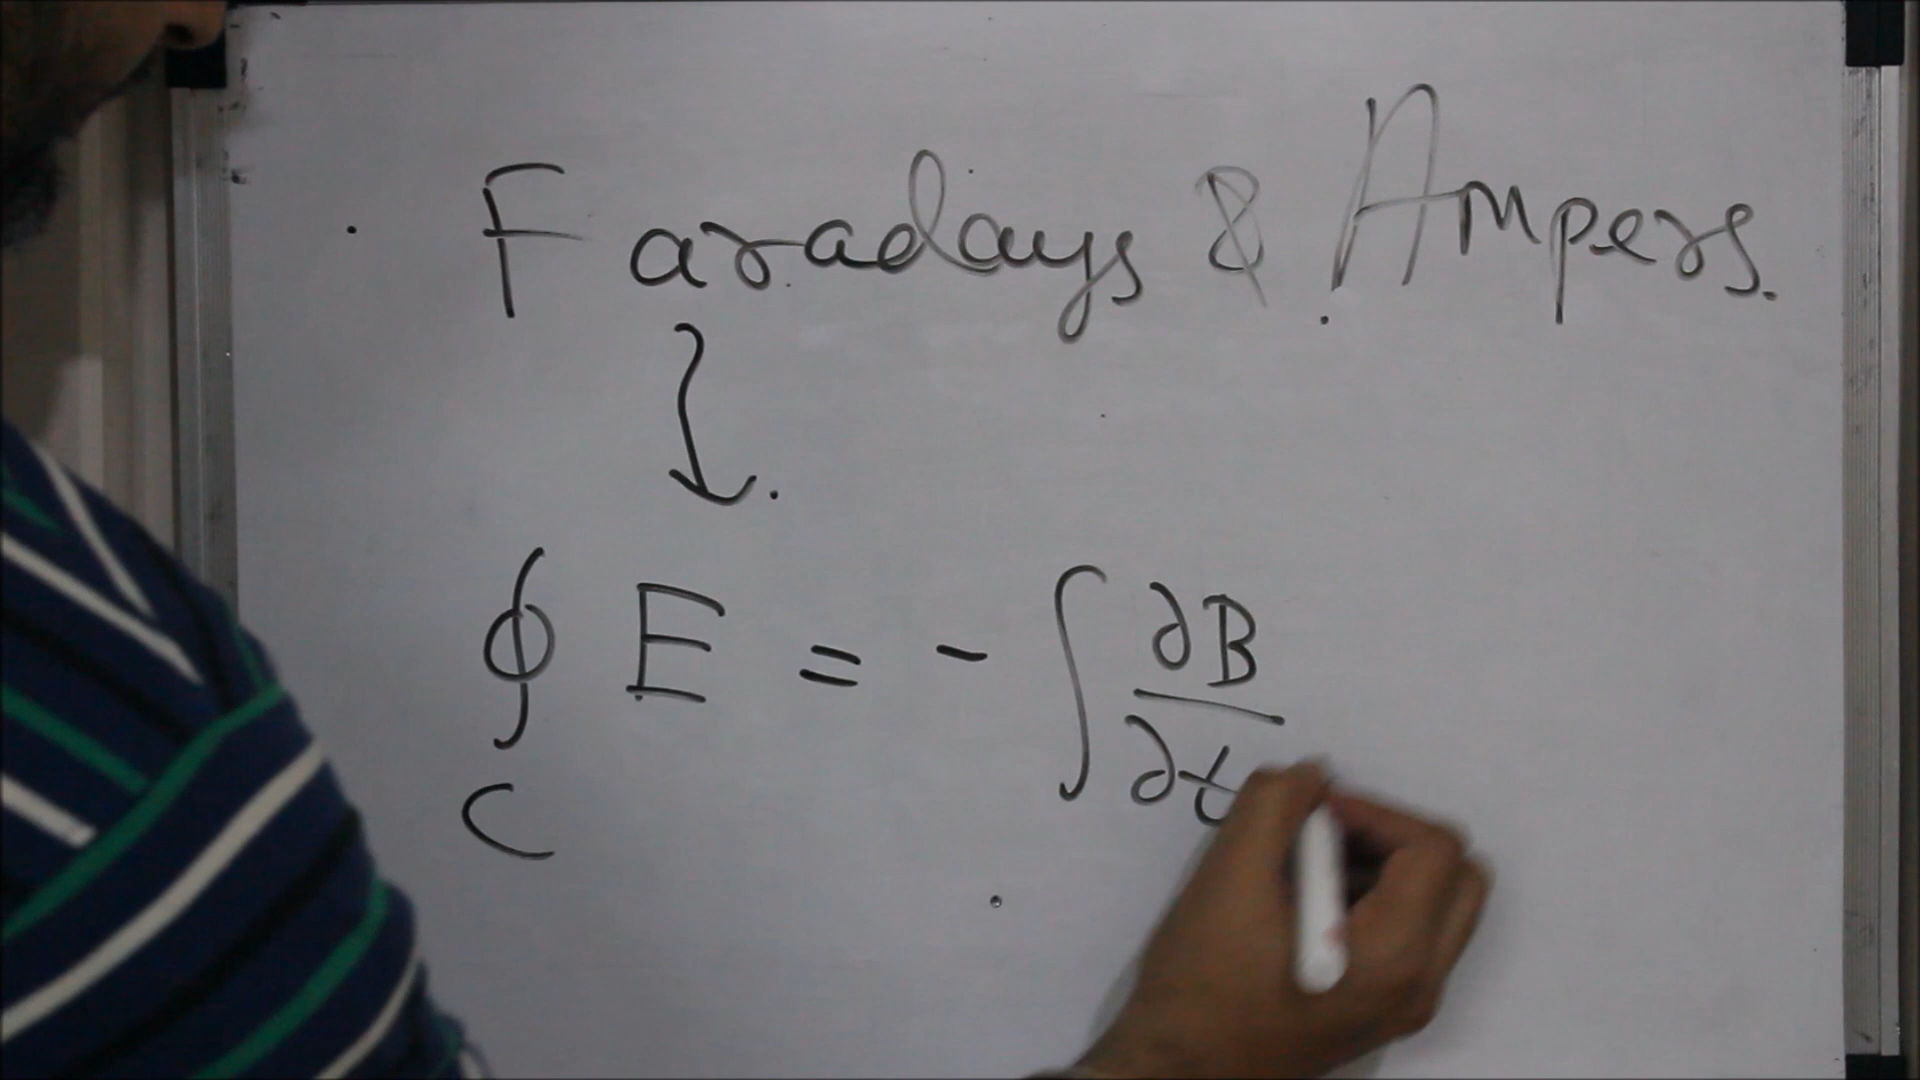 Faradays & Ampers.
∮ E = - ∫ ∂B/∂t
C